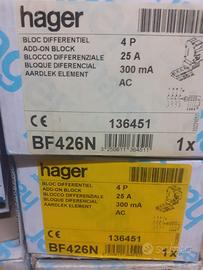 hager
BLOC DIFFERENTIEL
ADD-ON BLOCK
BLOCCO DIFFERENZIALE
BLOQUE DIFERENCIAL
AARDLEK ELEMENT
4 P
25 A
300 mA
AC
CE
136451
BF426N
1x
hager
BLOC DIFFERENTIEL
ADD-ON BLOCK
BLOCCO DIFFERENZIALE
BLOQUE DIFERENCIAL
AARDLEK ELEMENT
4 P
25 A
300 mA
AC
CE
136451
BF426N
1x